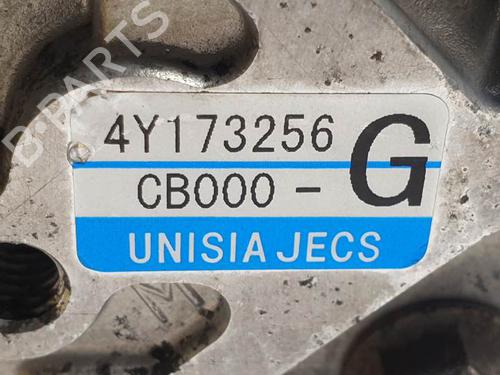 B-PARTS
4Y173256
CB000 - G
UNISIA JECS